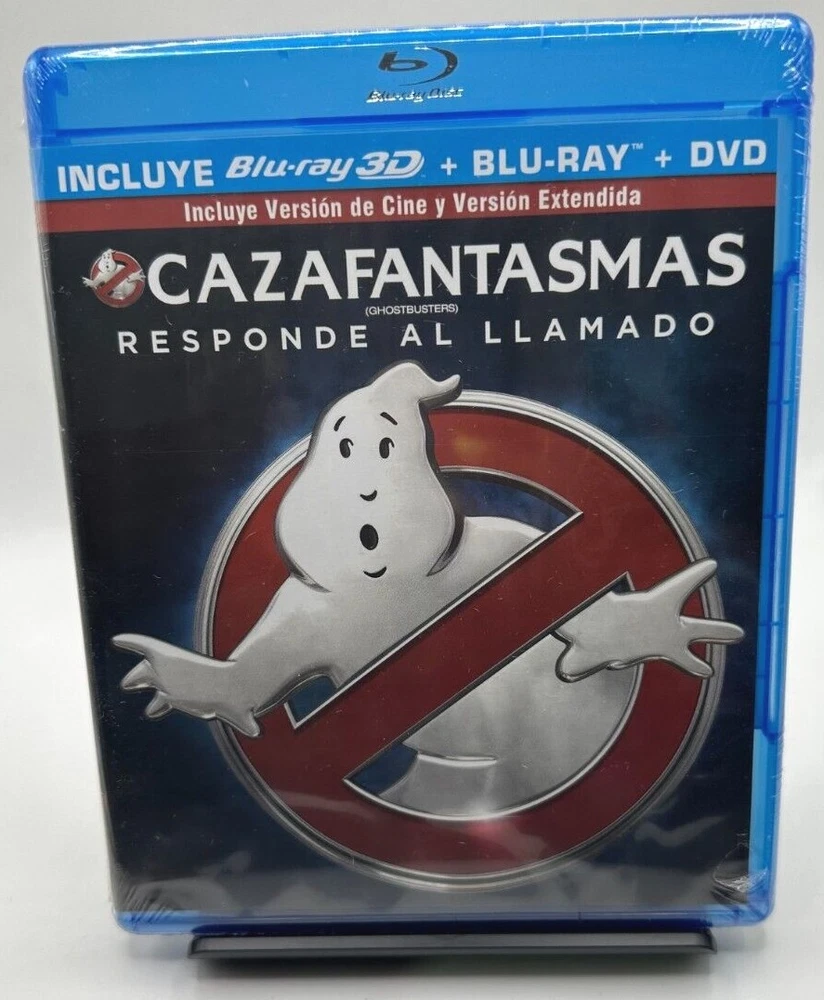 Blu-ray Disc
INCLUYE Blu-ray 3D + BLU-RAY™ + DVD
Incluye Versión de Cine y Versión Extendida
CAZAFANTASMAS
(GHOSTBUSTERS)
RESPONDE AL LLAMADO